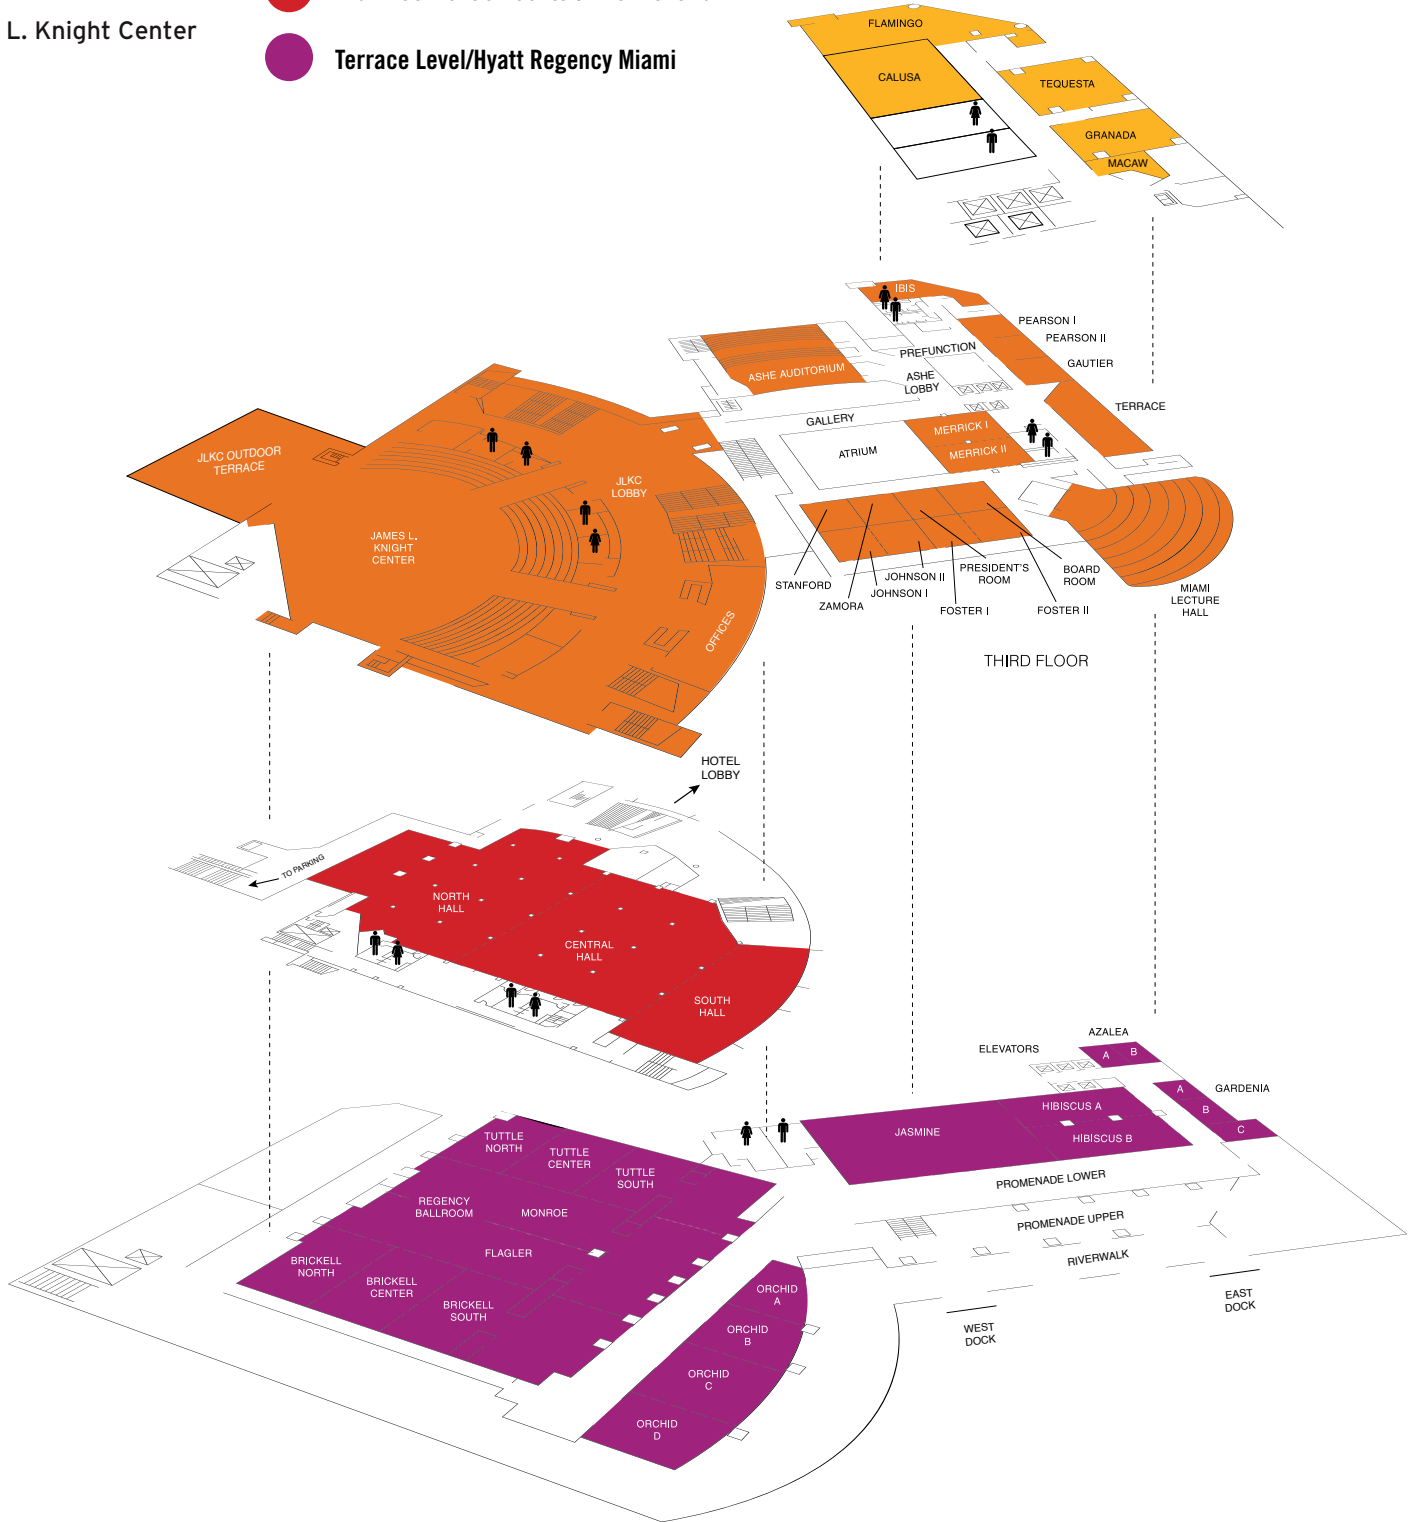 L. Knight Center
Terrace Level/Hyatt Regency Miami
FLAMINGO
CALUSA
TEQUESTA
GRANADA
MACAW
IBIS
PEARSON I
PEARSON II
GAUTIER
TERRACE
PREFUNCTION
ASHE
LOBBY
ASHE AUDITORIUM
GALLERY
ATRIUM
MERRICK I
MERRICK II
JLKC OUTDOOR
TERRACE
JLKC
LOBBY
JAMES L.
KNIGHT
CENTER
OFFICES
STANFORD
ZAMORA
JOHNSON I
JOHNSON II
FOSTER I
PRESIDENT'S
ROOM
BOARD
ROOM
FOSTER II
MIAMI
LECTURE
HALL
THIRD FLOOR
HOTEL
LOBBY
TO PARKING
NORTH
HALL
CENTRAL
HALL
SOUTH
HALL
AZALEA
A
B
ELEVATORS
GARDENIA
A
B
C
HIBISCUS A
HIBISCUS B
JASMINE
PROMENADE LOWER
PROMENADE UPPER
RIVERWALK
EAST
DOCK
WEST
DOCK
TUTTLE
NORTH
TUTTLE
CENTER
TUTTLE
SOUTH
REGENCY
BALLROOM
MONROE
FLAGLER
BRICKELL
NORTH
BRICKELL
CENTER
BRICKELL
SOUTH
ORCHID
A
ORCHID
B
ORCHID
C
ORCHID
D